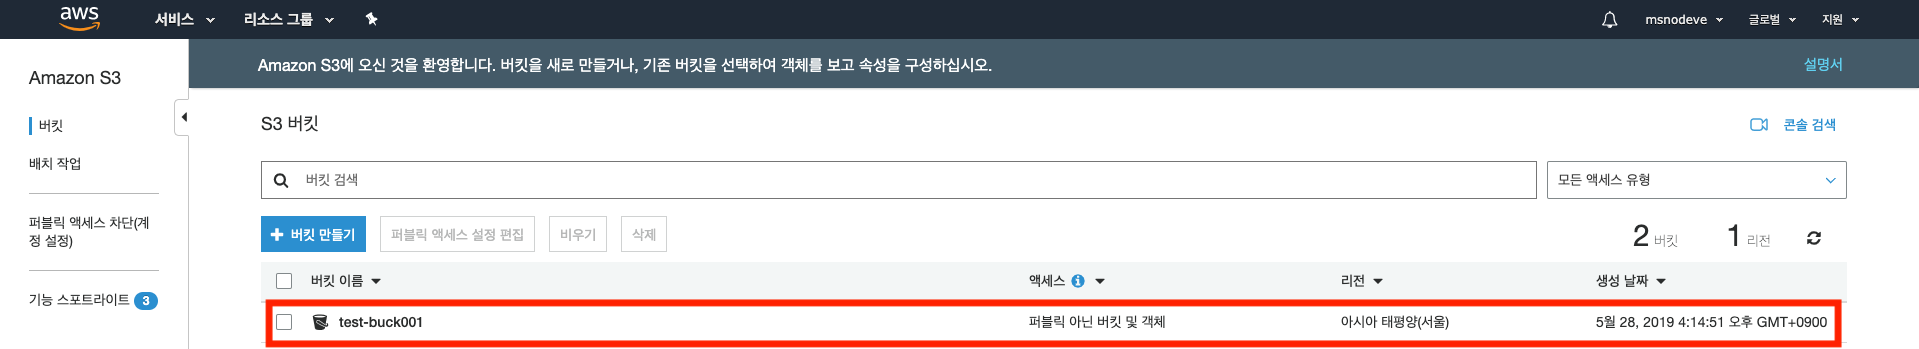 aws 서비스 리소스 그룹 msnodeve 글로벌 지원
Amazon S3에 오신 것을 환영합니다. 버킷을 새로 만들거나, 기존 버킷을 선택하여 객체를 보고 속성을 구성하십시오. 설명서
Amazon S3
버킷
배치 작업
퍼블릭 액세스 차단(계
정 설정)
기능 스포트라이트 3
S3 버킷 콘솔 검색
버킷 검색 모든 액세스 유형
+ 버킷 만들기 퍼블릭 액세스 설정 편집 비우기 삭제 2 버킷 1 리전
버킷 이름 액세스 리전 생성 날짜
test-buck001 퍼블릭 아닌 버킷 및 객체 아시아 태평양(서울) 5월 28, 2019 4:14:51 오후 GMT+0900